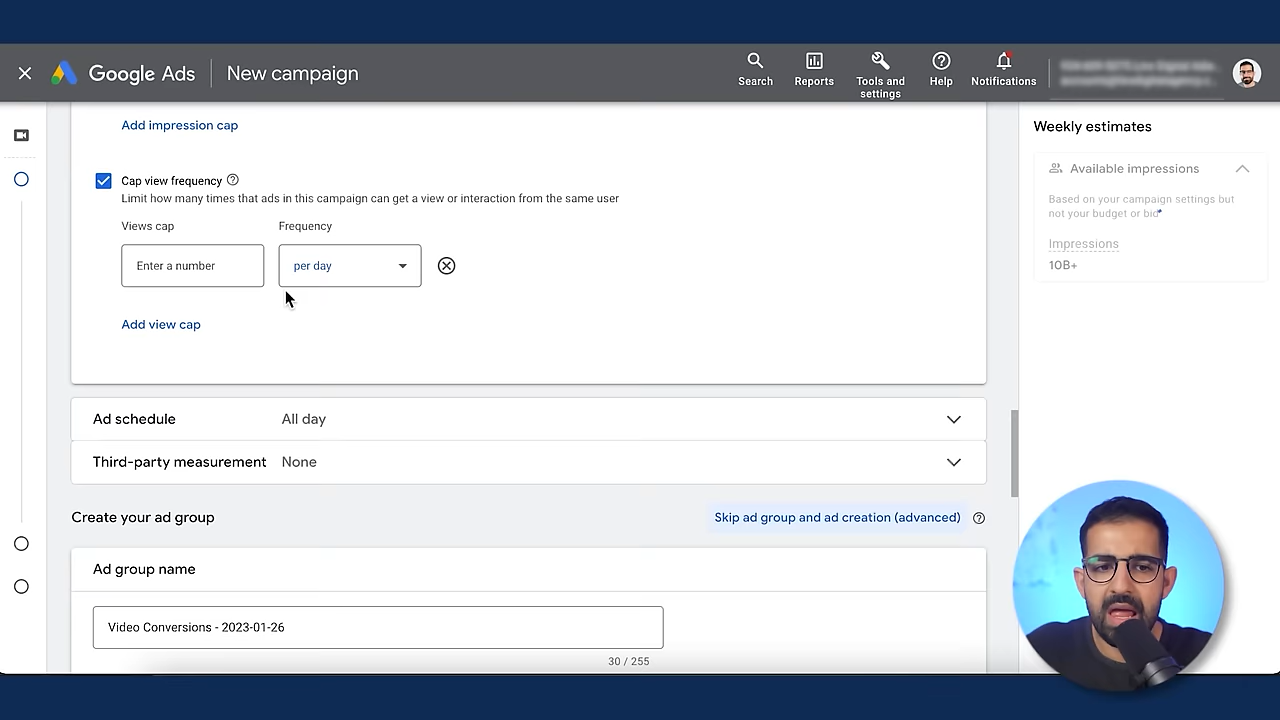 Google Ads
New campaign
Search
Reports
Tools and
settings
Help
Notifications
Add impression cap
Cap view frequency
Limit how many times that ads in this campaign can get a view or interaction from the same user
Views cap
Frequency
Enter a number
per day
Add view cap
Ad schedule
All day
Third-party measurement
None
Create your ad group
Skip ad group and ad creation (advanced)
Ad group name
Video Conversions - 2023-01-26
30 / 255
Weekly estimates
Available impressions
Based on your campaign settings but
not your budget or bid*
Impressions
10B+